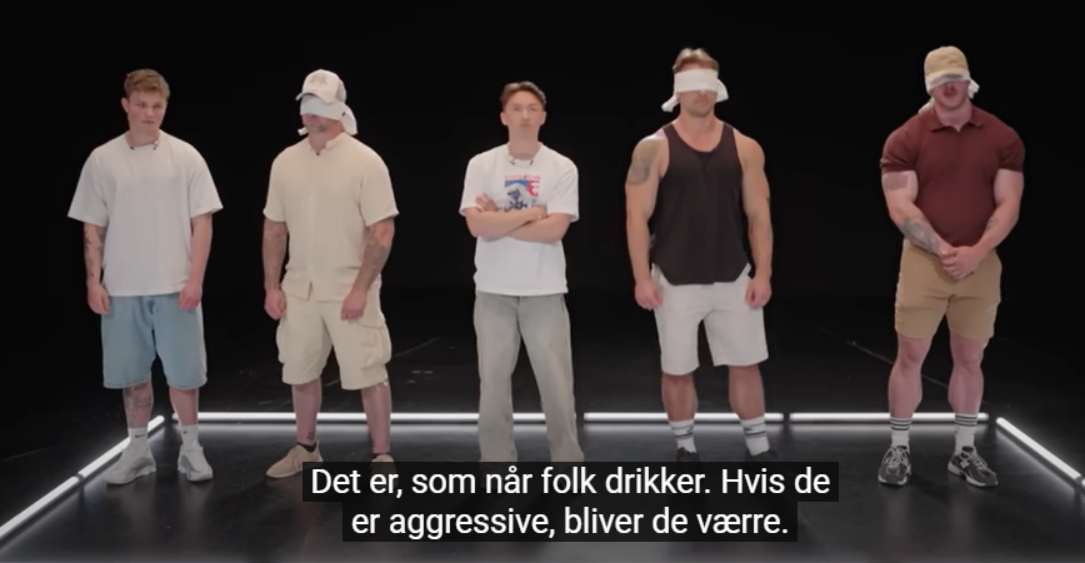 Det er, som når folk drikker. Hvis de
er aggressive, bliver de værre.